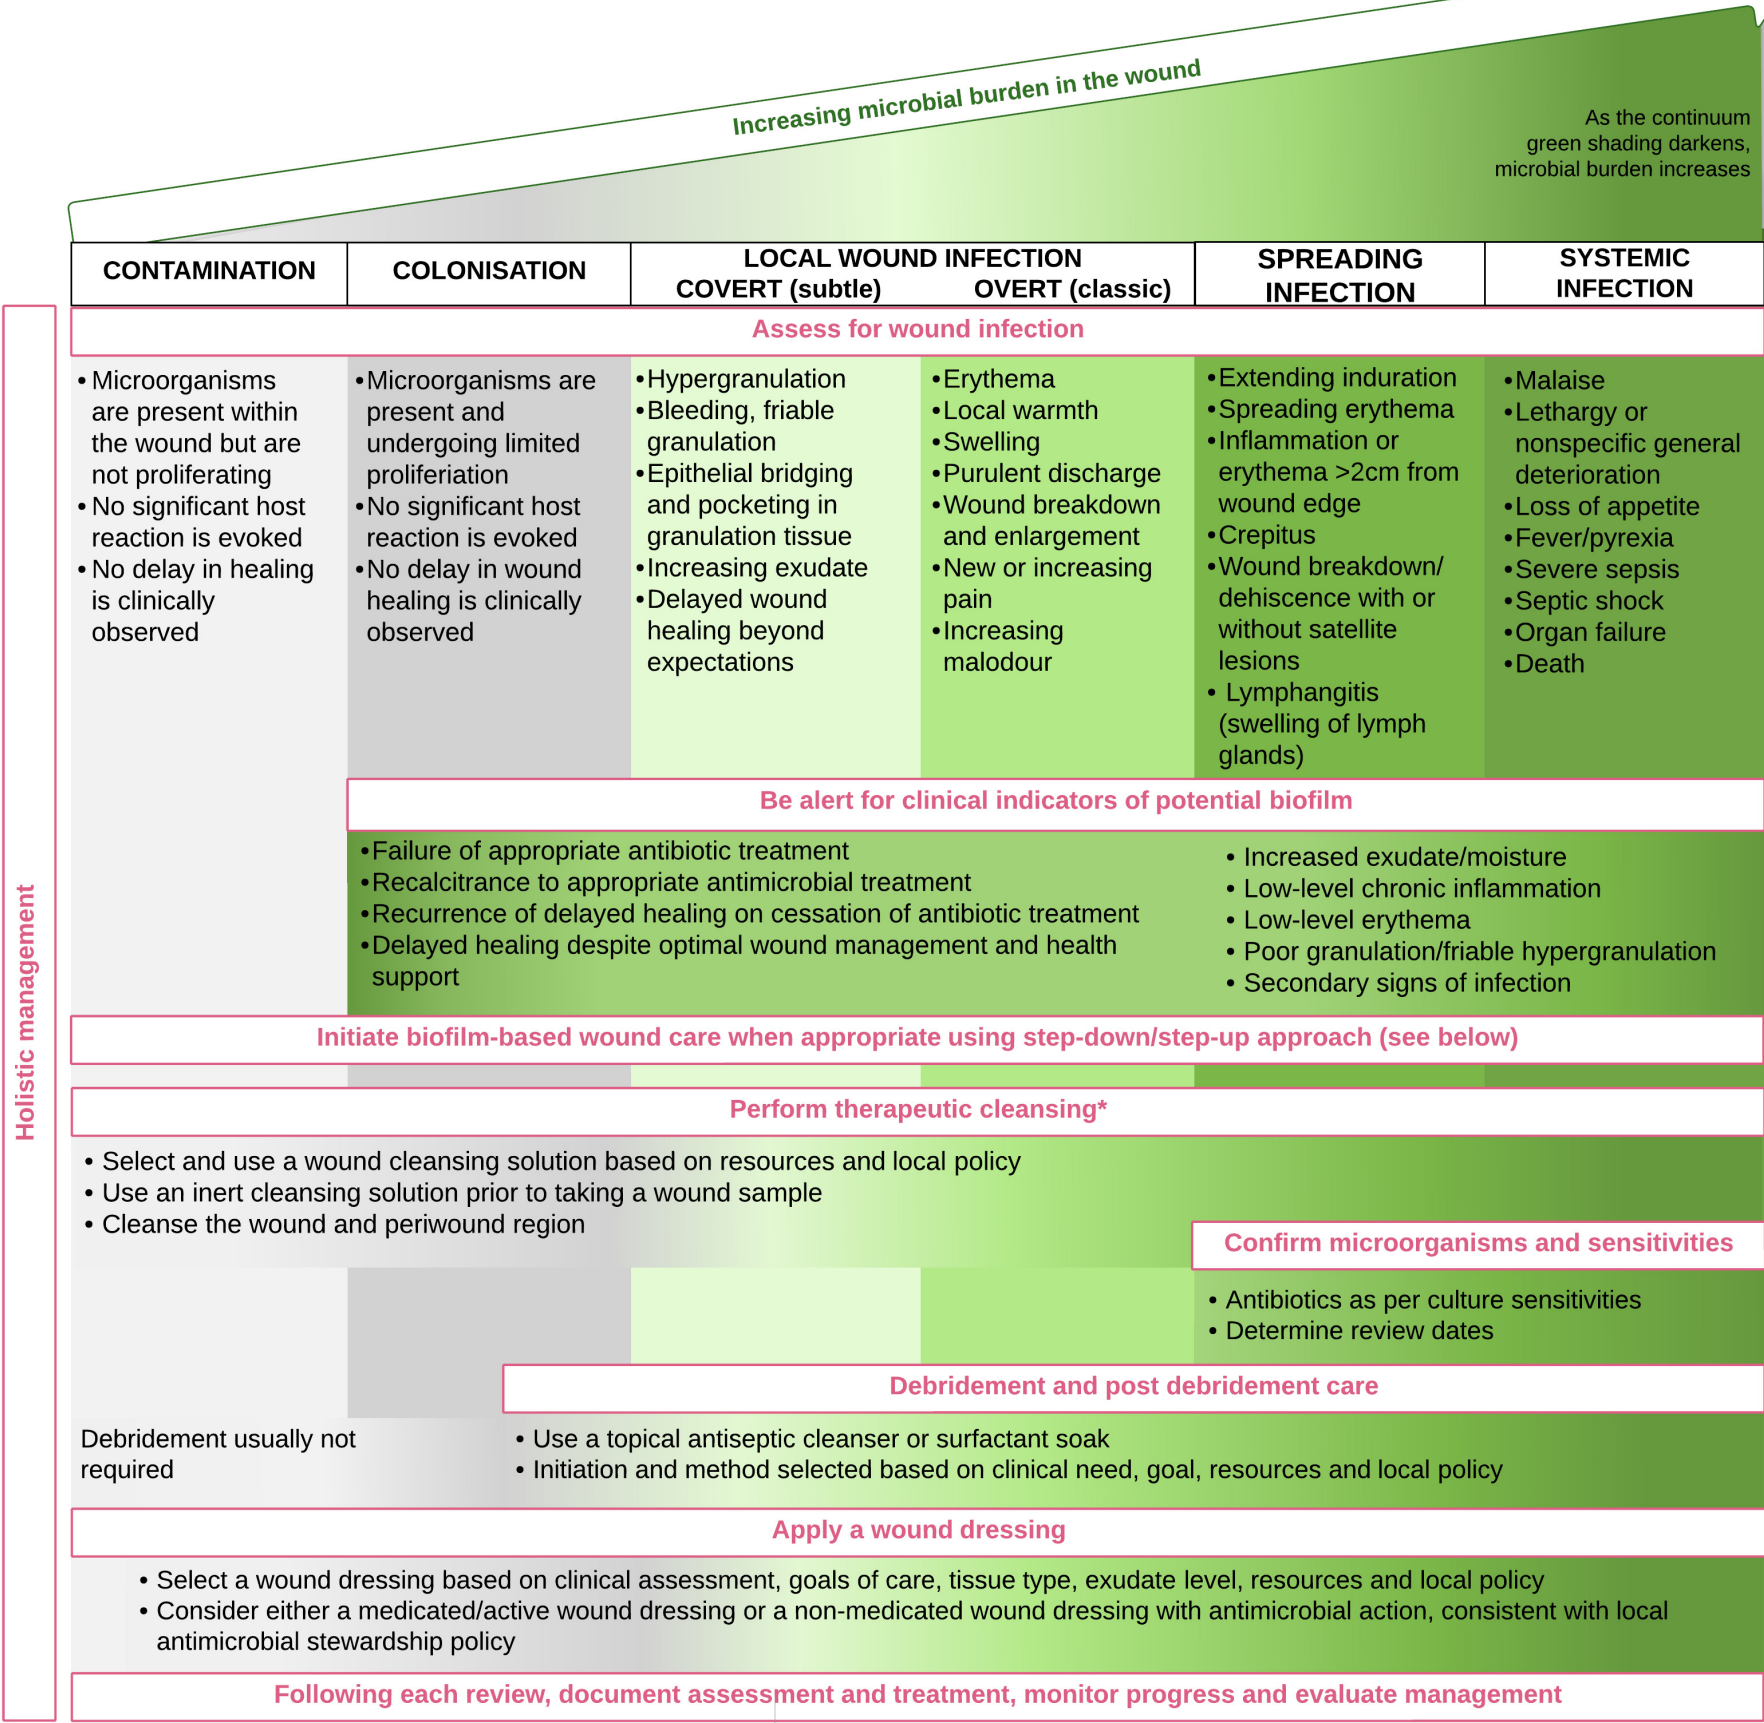 Increasing microbial burden in the wound
As the continuum
green shading darkens,
microbial burden increases
CONTAMINATION
COLONISATION
LOCAL WOUND INFECTION
COVERT (subtle)
OVERT (classic)
SPREADING
INFECTION
SYSTEMIC
INFECTION
Holistic management
Assess for wound infection
• Microorganisms
are present within
the wound but are
not proliferating
• No significant host
reaction is evoked
• No delay in healing
is clinically
observed
•Microorganisms are
present and
undergoing limited
proliferiation
•No significant host
reaction is evoked
•No delay in wound
healing is clinically
observed
•Hypergranulation
•Bleeding, friable
granulation
•Epithelial bridging
and pocketing in
granulation tissue
•Increasing exudate
•Delayed wound
healing beyond
expectations
•Erythema
•Local warmth
•Swelling
•Purulent discharge
•Wound breakdown
and enlargement
•New or increasing
pain
•Increasing
malodour
•Extending induration
•Spreading erythema
•Inflammation or
erythema >2cm from
wound edge
•Crepitus
•Wound breakdown/
dehiscence with or
without satellite
lesions
• Lymphangitis
(swelling of lymph
glands)
•Malaise
•Lethargy or
nonspecific general
deterioration
•Loss of appetite
•Fever/pyrexia
•Severe sepsis
•Septic shock
•Organ failure
•Death
Be alert for clinical indicators of potential biofilm
•Failure of appropriate antibiotic treatment
•Recalcitrance to appropriate antimicrobial treatment
•Recurrence of delayed healing on cessation of antibiotic treatment
•Delayed healing despite optimal wound management and health
support
• Increased exudate/moisture
• Low-level chronic inflammation
• Low-level erythema
• Poor granulation/friable hypergranulation
• Secondary signs of infection
Initiate biofilm-based wound care when appropriate using step-down/step-up approach (see below)
Perform therapeutic cleansing*
• Select and use a wound cleansing solution based on resources and local policy
• Use an inert cleansing solution prior to taking a wound sample
• Cleanse the wound and periwound region
Confirm microorganisms and sensitivities
• Antibiotics as per culture sensitivities
• Determine review dates
Debridement and post debridement care
Debridement usually not
required
• Use a topical antiseptic cleanser or surfactant soak
• Initiation and method selected based on clinical need, goal, resources and local policy
Apply a wound dressing
• Select a wound dressing based on clinical assessment, goals of care, tissue type, exudate level, resources and local policy
• Consider either a medicated/active wound dressing or a non-medicated wound dressing with antimicrobial action, consistent with local
antimicrobial stewardship policy
Following each review, document assessment and treatment, monitor progress and evaluate management